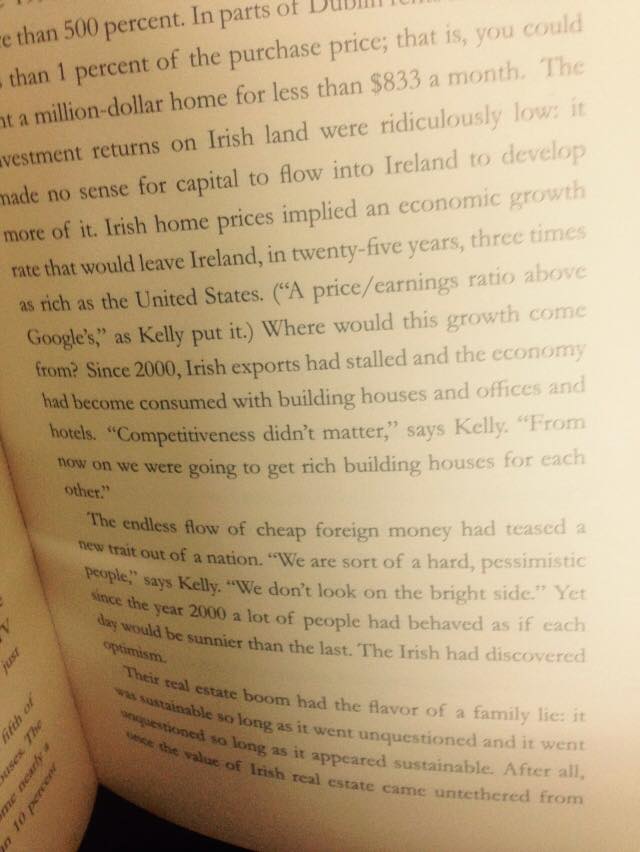 than 500 percent. In parts of Dublin
than 1 percent of the purchase price; that is, you could
a million-dollar home for less than $833 a month. The
vestment returns on Irish land were ridiculously low: it
made no sense for capital to flow into Ireland to develop
more of it. Irish home prices implied an economic growth
rate that would leave Ireland, in twenty-five years, three times
as rich as the United States. (“A price/earnings ratio above
Google’s,” as Kelly put it.) Where would this growth come
from? Since 2000, Irish exports had stalled and the economy
had become consumed with building houses and offices and
hotels. “Competitiveness didn’t matter,” says Kelly. “From
now on we were going to get rich building houses for each
other.”
The endless flow of cheap foreign money had teased a
new trait out of a nation. “We are sort of a hard, pessimistic
people,” says Kelly. “We don’t look on the bright side.” Yet
since the year 2000 a lot of people had behaved as if each
day would be sunnier than the last. The Irish had discovered
optimism.
Their real estate boom had the flavor of a family lie: it
was sustainable so long as it went unquestioned and it went
unquestioned so long as it appeared sustainable. After all,
once the value of Irish real estate came untethered from
just
fifth of
The
nearly a
10 percent